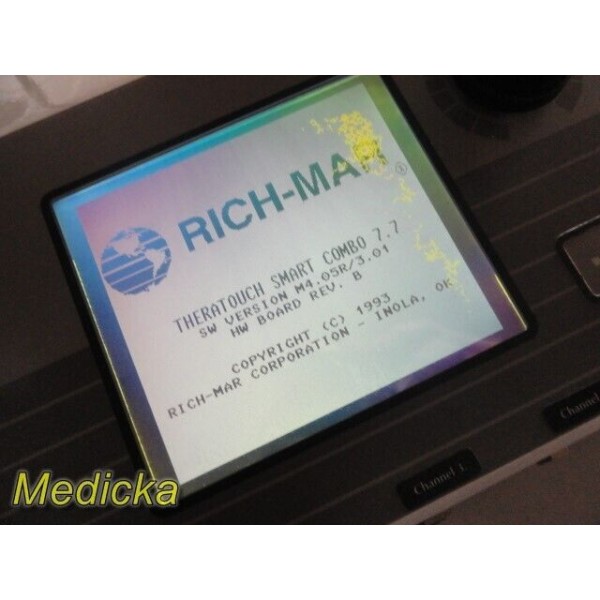 RICH-MAR®
THERATOUCH SMART COMBO 7.7
SW VERSION M4.05R/3.01
HW BOARD REV. B
COPYRIGHT (C) 1993
RICH-MAR CORPORATION - INOLA, OK
Channel 1
Channel
Medicka